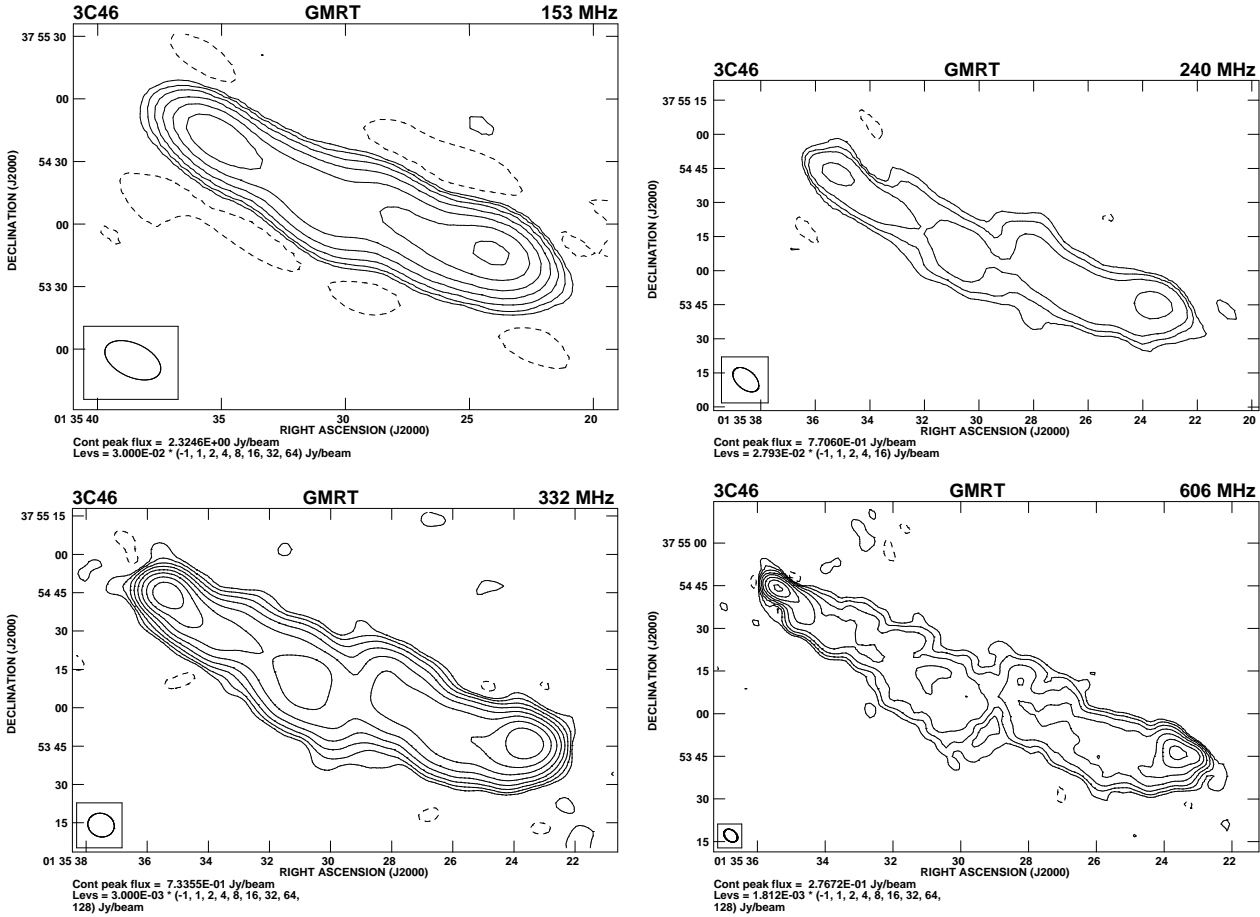 3C46 GMRT 153 MHz
37 55 30
00
54 30
00
53 30
00
DECLINATION (J2000)
01 35 40 35 30 25 20
RIGHT ASCENSION (J2000)
Cont peak flux = 2.3246E+00 Jy/beam
Levs = 3.000E-02 * (-1, 1, 2, 4, 8, 16, 32, 64) Jy/beam
3C46 GMRT 240 MHz
37 55 15
00
54 45
30
15
00
53 45
30
15
00
DECLINATION (J2000)
01 35 38 36 34 32 30 28 26 24 22 20
RIGHT ASCENSION (J2000)
Cont peak flux = 7.7060E-01 Jy/beam
Levs = 2.793E-02 * (-1, 1, 2, 4, 16) Jy/beam
3C46 GMRT 332 MHz
37 55 15
00
54 45
30
15
00
53 45
30
15
DECLINATION (J2000)
01 35 38 36 34 32 30 28 26 24 22
RIGHT ASCENSION (J2000)
Cont peak flux = 7.3355E-01 Jy/beam
Levs = 3.000E-03 * (-1, 1, 2, 4, 8, 16, 32, 64,
128) Jy/beam
3C46 GMRT 606 MHz
37 55 00
54 45
30
15
00
53 45
30
15
DECLINATION (J2000)
01 35 36 34 32 30 28 26 24 22
RIGHT ASCENSION (J2000)
Cont peak flux = 2.7672E-01 Jy/beam
Levs = 1.812E-03 * (-1, 1, 2, 4, 8, 16, 32, 64,
128) Jy/beam